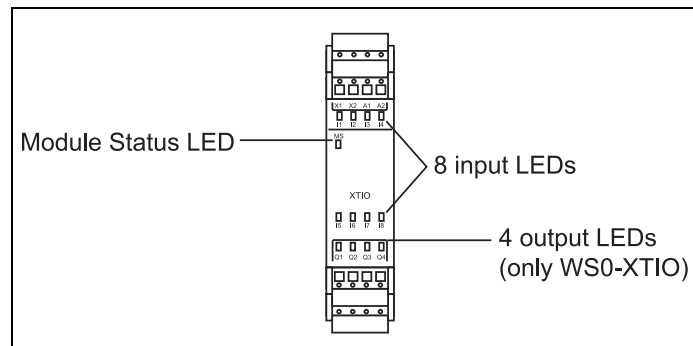 X1 X2 A1 A2
I1 I2 I3 I4
MS
Module Status LED
8 input LEDs
XTIO
I5 I6 I7 I8
4 output LEDs
(only WS0-XTIO)
Q1 Q2 Q3 Q4